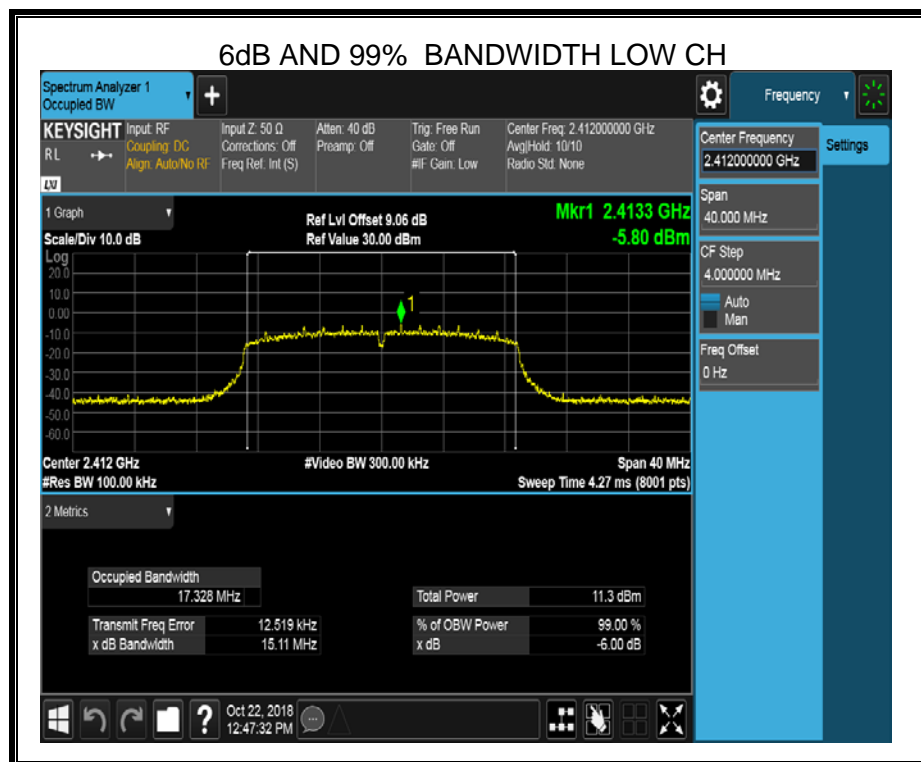 6dB AND 99% BANDWIDTH LOW CH
Spectrum Analyzer 1
Occupied BW
+
Frequency
KEYSIGHT
RL
LXI
Input: RF
Coupling: DC
Align: Auto/No RF
Input Z: 50 Ω
Corrections: Off
Freq Ref: Int (S)
Atten: 40 dB
Preamp: Off
Trig: Free Run
Gate: Off
#IF Gain: Low
Center Freq: 2.412000000 GHz
Avg|Hold: 10/10
Radio Std: None
Center Frequency
2.412000000 GHz
Settings
Span
40.000 MHz
CF Step
4.000000 MHz
Auto
Man
Freq Offset
0 Hz
1 Graph
Scale/Div 10.0 dB
Ref Lvl Offset 9.06 dB
Ref Value 30.00 dBm
Mkr1 2.4133 GHz
-5.80 dBm
Log
20.0
10.0
0.00
-10.0
-20.0
-30.0
-40.0
-50.0
-60.0
1
Center 2.412 GHz
#Video BW 300.00 kHz
Span 40 MHz
#Res BW 100.00 kHz
Sweep Time 4.27 ms (8001 pts)
2 Metrics
Occupied Bandwidth
17.328 MHz
Total Power 11.3 dBm
Transmit Freq Error 12.519 kHz
% of OBW Power 99.00 %
x dB Bandwidth 15.11 MHz
x dB -6.00 dB
?
Oct 22, 2018
12:47:32 PM